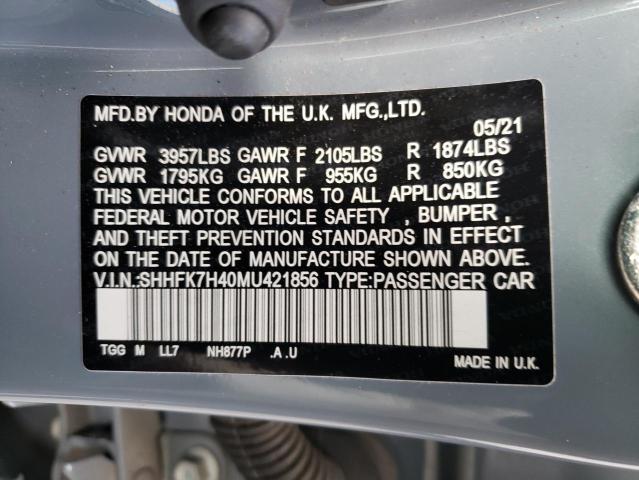 MFD.BY HONDA OF THE U.K. MFG.,LTD.
05/21
GVWR 3957LBS GAWR F 2105LBS R 1874LBS
GVWR 1795KG GAWR F 955KG R 850KG
THIS VEHICLE CONFORMS TO ALL APPLICABLE
FEDERAL MOTOR VEHICLE SAFETY , BUMPER ,
AND THEFT PREVENTION STANDARDS IN EFFECT
ON THE DATE OF MANUFACTURE SHOWN ABOVE.
V.I.N.:SHHFK7H40MU421856 TYPE:PASSENGER CAR
TGG M LL7 NH877P .A .U
MADE IN U.K.